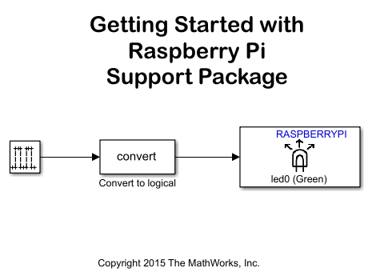 Getting Started with
Raspberry Pi
Support Package
convert
Convert to logical
RASPBERRYPI
led0 (Green)
Copyright 2015 The MathWorks, Inc.